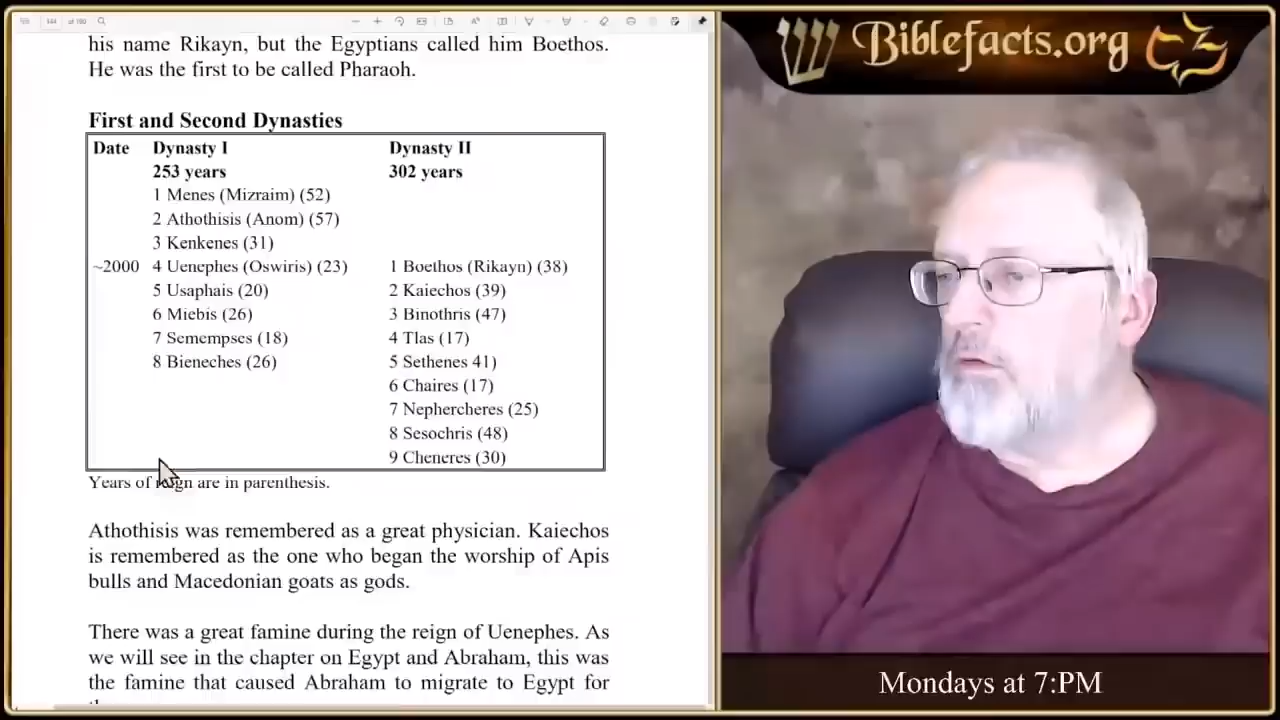 144 of 190
his name Rikayn, but the Egyptians called him Boethos.
He was the first to be called Pharaoh.
First and Second Dynasties
Date Dynasty I Dynasty II
253 years 302 years
1 Menes (Mizraim) (52)
2 Athothisis (Anom) (57)
3 Kenkenes (31)
~2000 4 Uenephes (Oswiris) (23) 1 Boethos (Rikayn) (38)
5 Usaphais (20) 2 Kaiechos (39)
6 Miebis (26) 3 Binothris (47)
7 Semempses (18) 4 Tlas (17)
8 Bieneches (26) 5 Sethenes 41)
6 Chaires (17)
7 Nephercheres (25)
8 Sesochris (48)
9 Cheneres (30)
Years of reign are in parenthesis.
Athothisis was remembered as a great physician. Kaiechos
is remembered as the one who began the worship of Apis
bulls and Macedonian goats as gods.
There was a great famine during the reign of Uenephes. As
we will see in the chapter on Egypt and Abraham, this was
the famine that caused Abraham to migrate to Egypt for
Biblefacts.org
Mondays at 7:PM